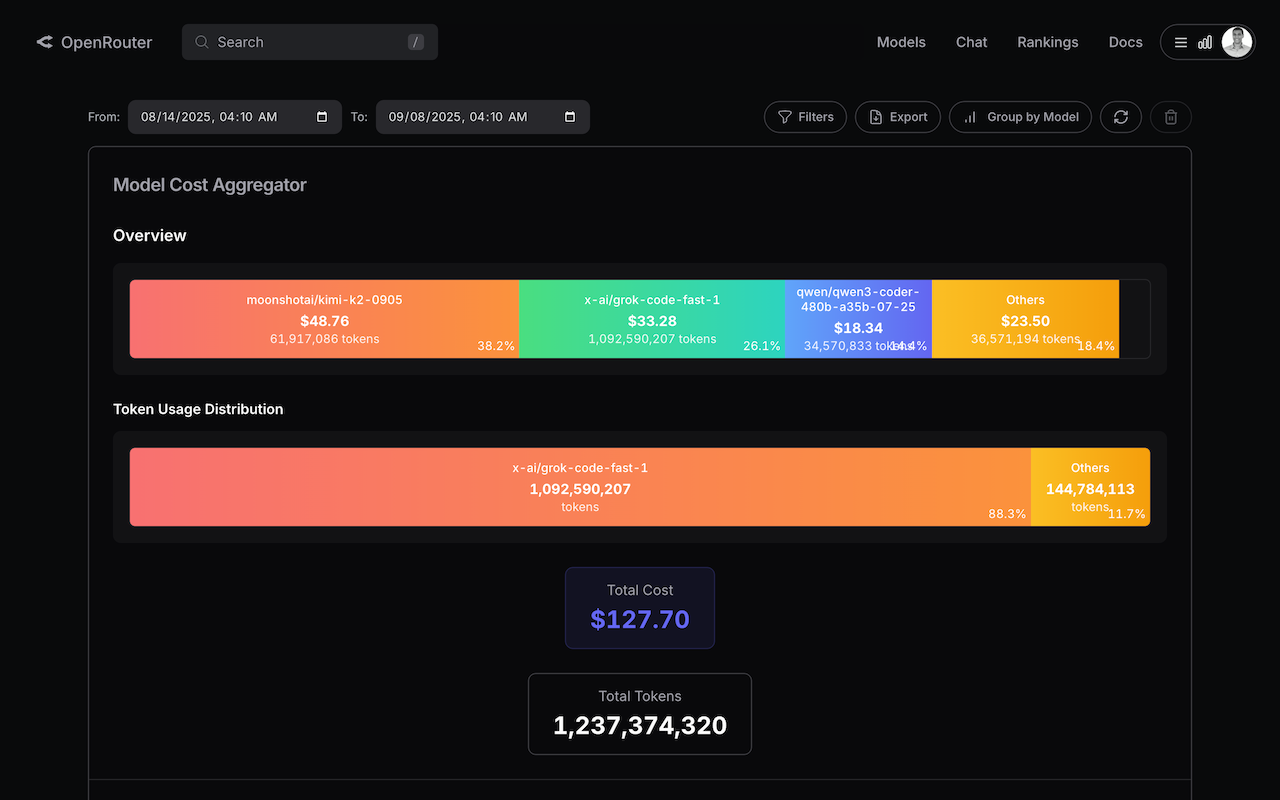 OpenRouter
Search
/
Models
Chat
Rankings
Docs
From:
08/14/2025, 04:10 AM
To:
09/08/2025, 04:10 AM
Filters
Export
Group by Model
Model Cost Aggregator
Overview
moonshotai/kimi-k2-0905
$48.76
61,917,086 tokens
38.2%
x-ai/grok-code-fast-1
$33.28
1,092,590,207 tokens
26.1%
qwen/qwen3-coder-
480b-a35b-07-25
$18.34
34,570,833 tokens
14.4%
Others
$23.50
36,571,194 tokens
18.4%
Token Usage Distribution
x-ai/grok-code-fast-1
1,092,590,207
tokens
88.3%
Others
144,784,113
tokens
11.7%
Total Cost
$127.70
Total Tokens
1,237,374,320